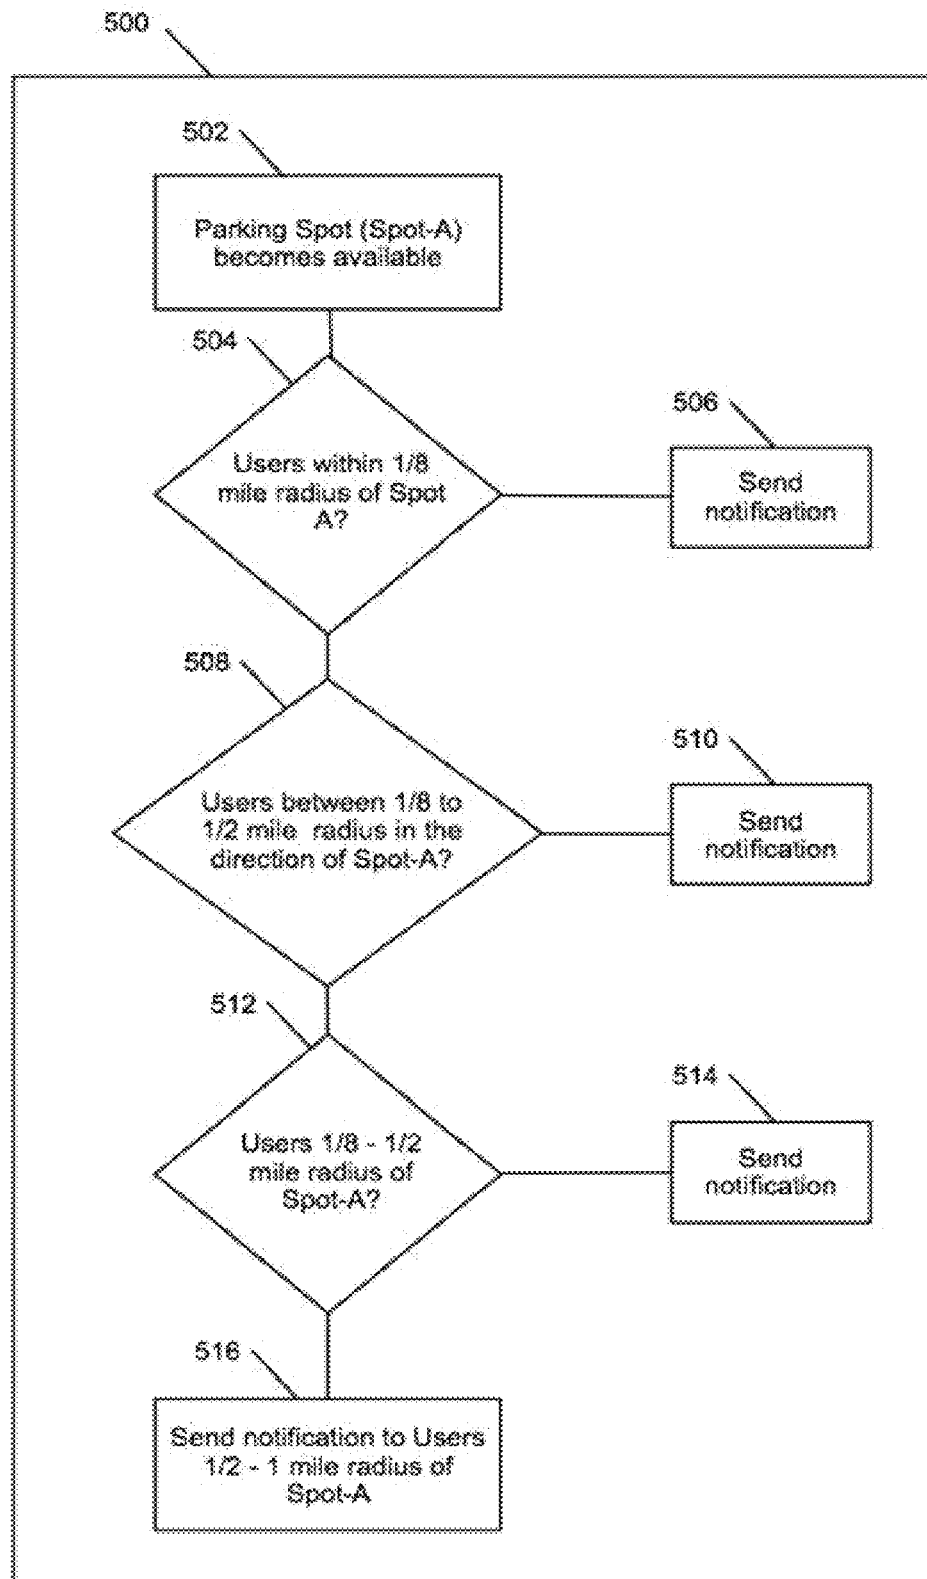 500
502
Parking Spot (Spot-A)
becomes available
504
Users within 1/8
mile radius of Spot
A?
506
Send
notification
508
Users between 1/8 to
1/2 mile radius in the
direction of Spot-A?
510
Send
notification
512
Users 1/8 - 1/2
mile radius of
Spot-A?
514
Send
notification
516
Send notification to Users
1/2 - 1 mile radius of
Spot-A